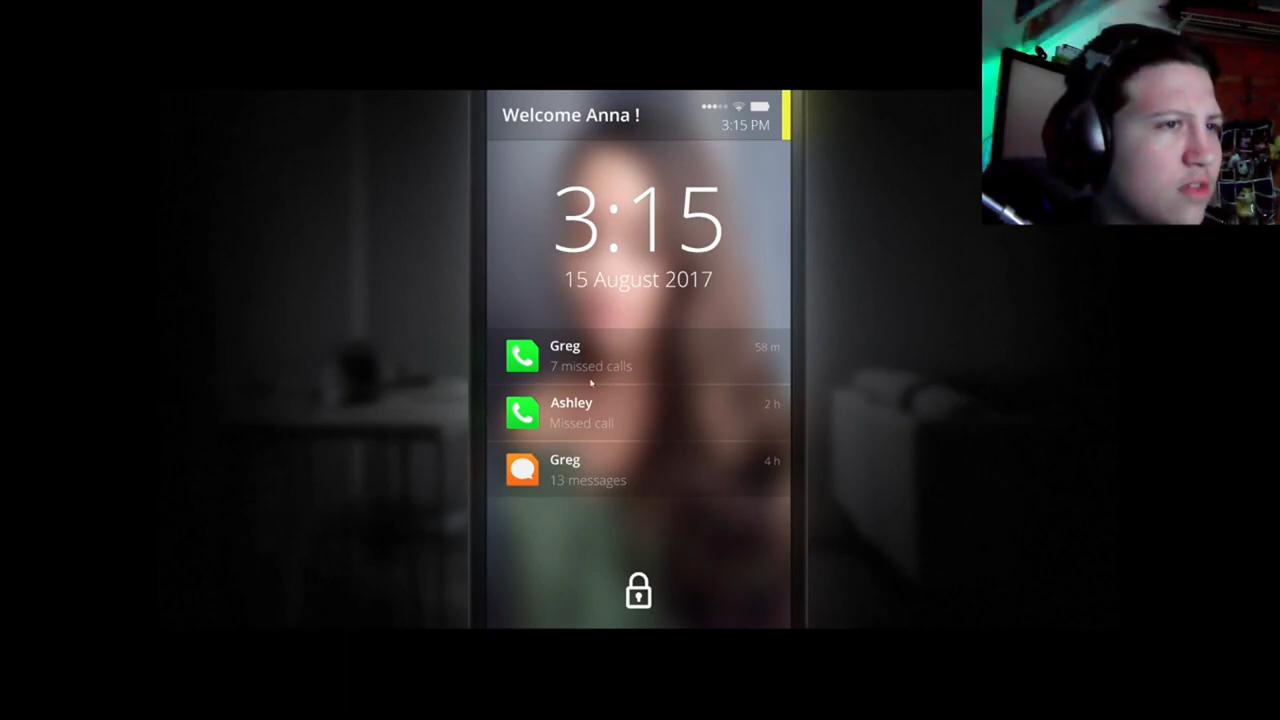 Welcome Anna !
3:15 PM
3:15
15 August 2017
Greg
58 m
7 missed calls
Ashley
2 h
Missed call
Greg
4 h
13 messages